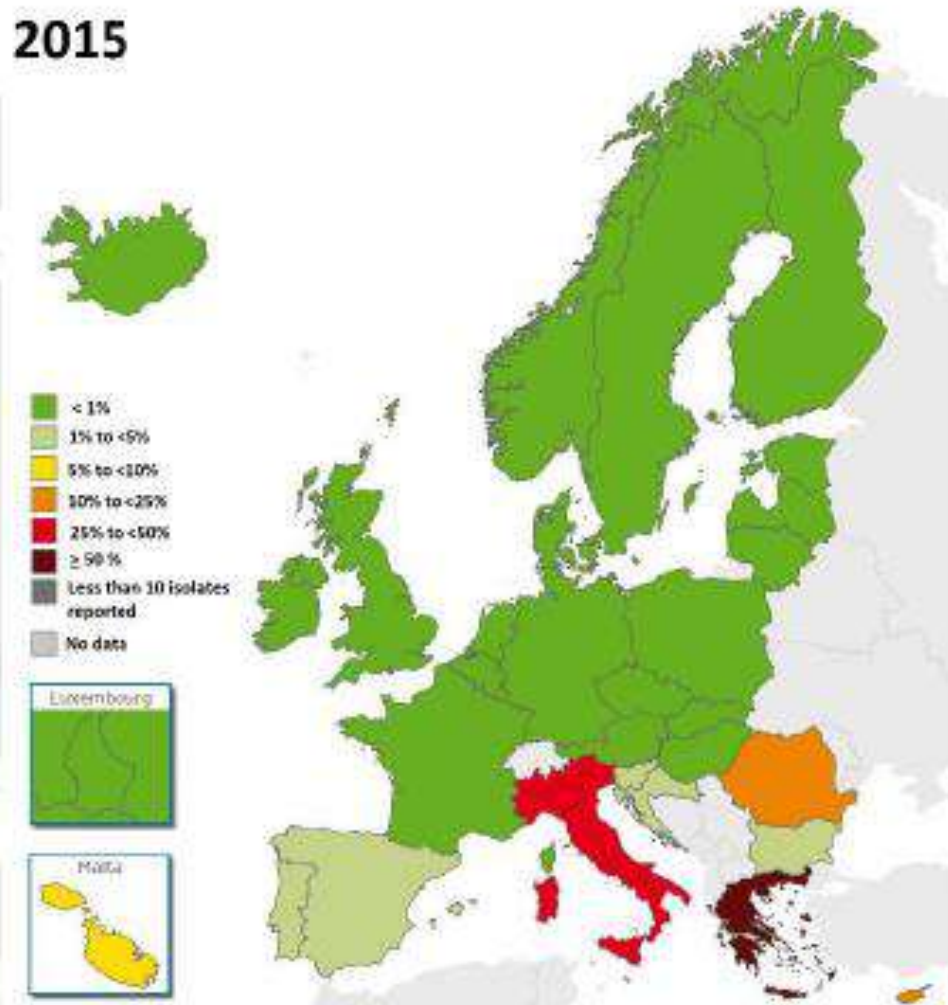 2015
< 1%
1% to <5%
5% to <10%
10% to <25%
25% to <50%
≥ 50 %
Less than 10 isolates
reported
No data
Luxembourg
Malta